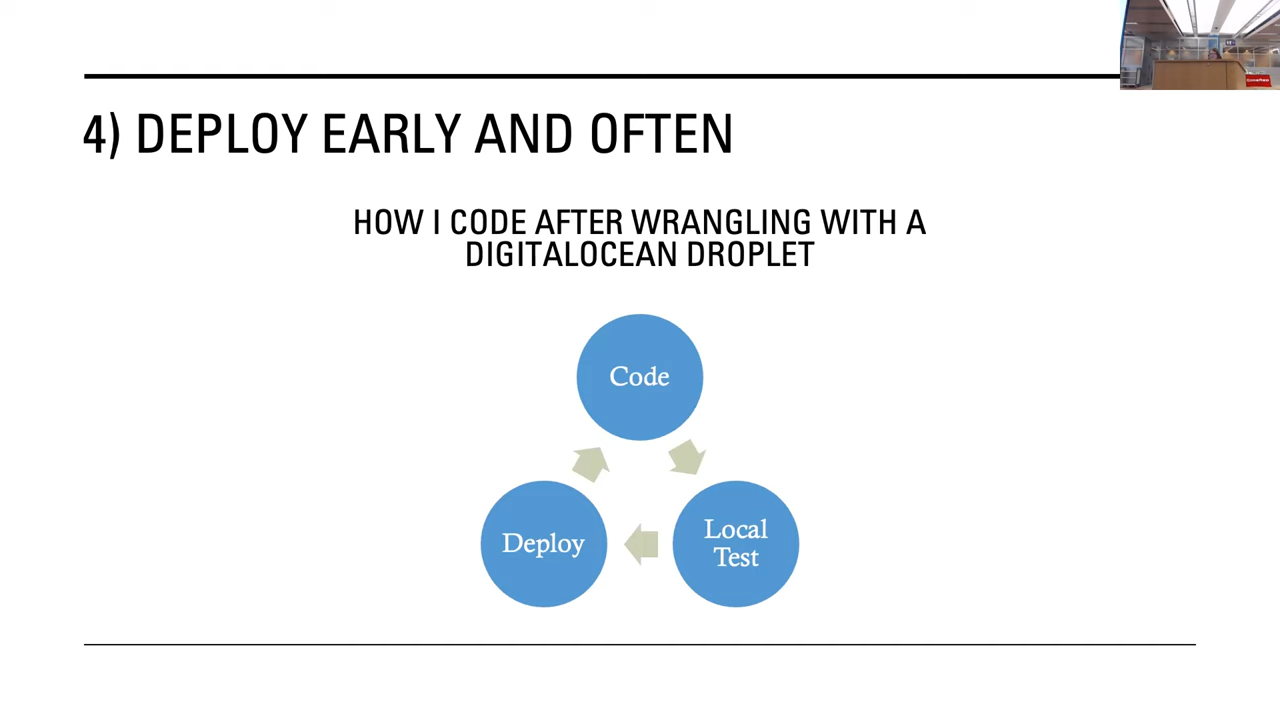 4) DEPLOY EARLY AND OFTEN
HOW I CODE AFTER WRANGLING WITH A
DIGITALOCEAN DROPLET
Code
Local
Test
Deploy